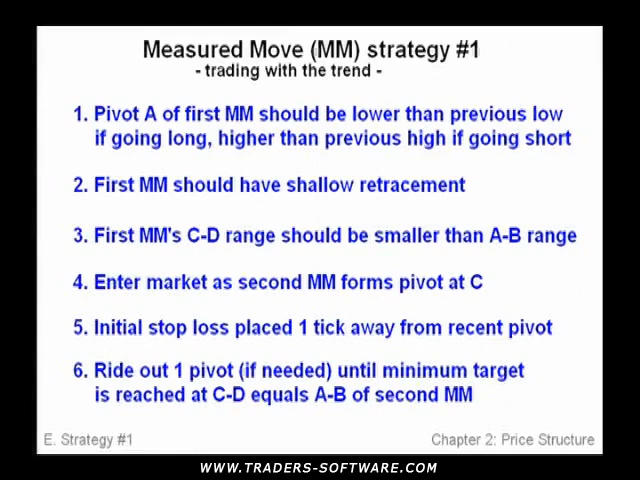 Measured Move (MM) strategy #1
- trading with the trend -
1. Pivot A of first MM should be lower than previous low
if going long, higher than previous high if going short
2. First MM should have shallow retracement
3. First MM's C-D range should be smaller than A-B range
4. Enter market as second MM forms pivot at C
5. Initial stop loss placed 1 tick away from recent pivot
6. Ride out 1 pivot (if needed) until minimum target
is reached at C-D equals A-B of second MM
E. Strategy #1
Chapter 2: Price Structure
WWW.TRADERS-SOFTWARE.COM